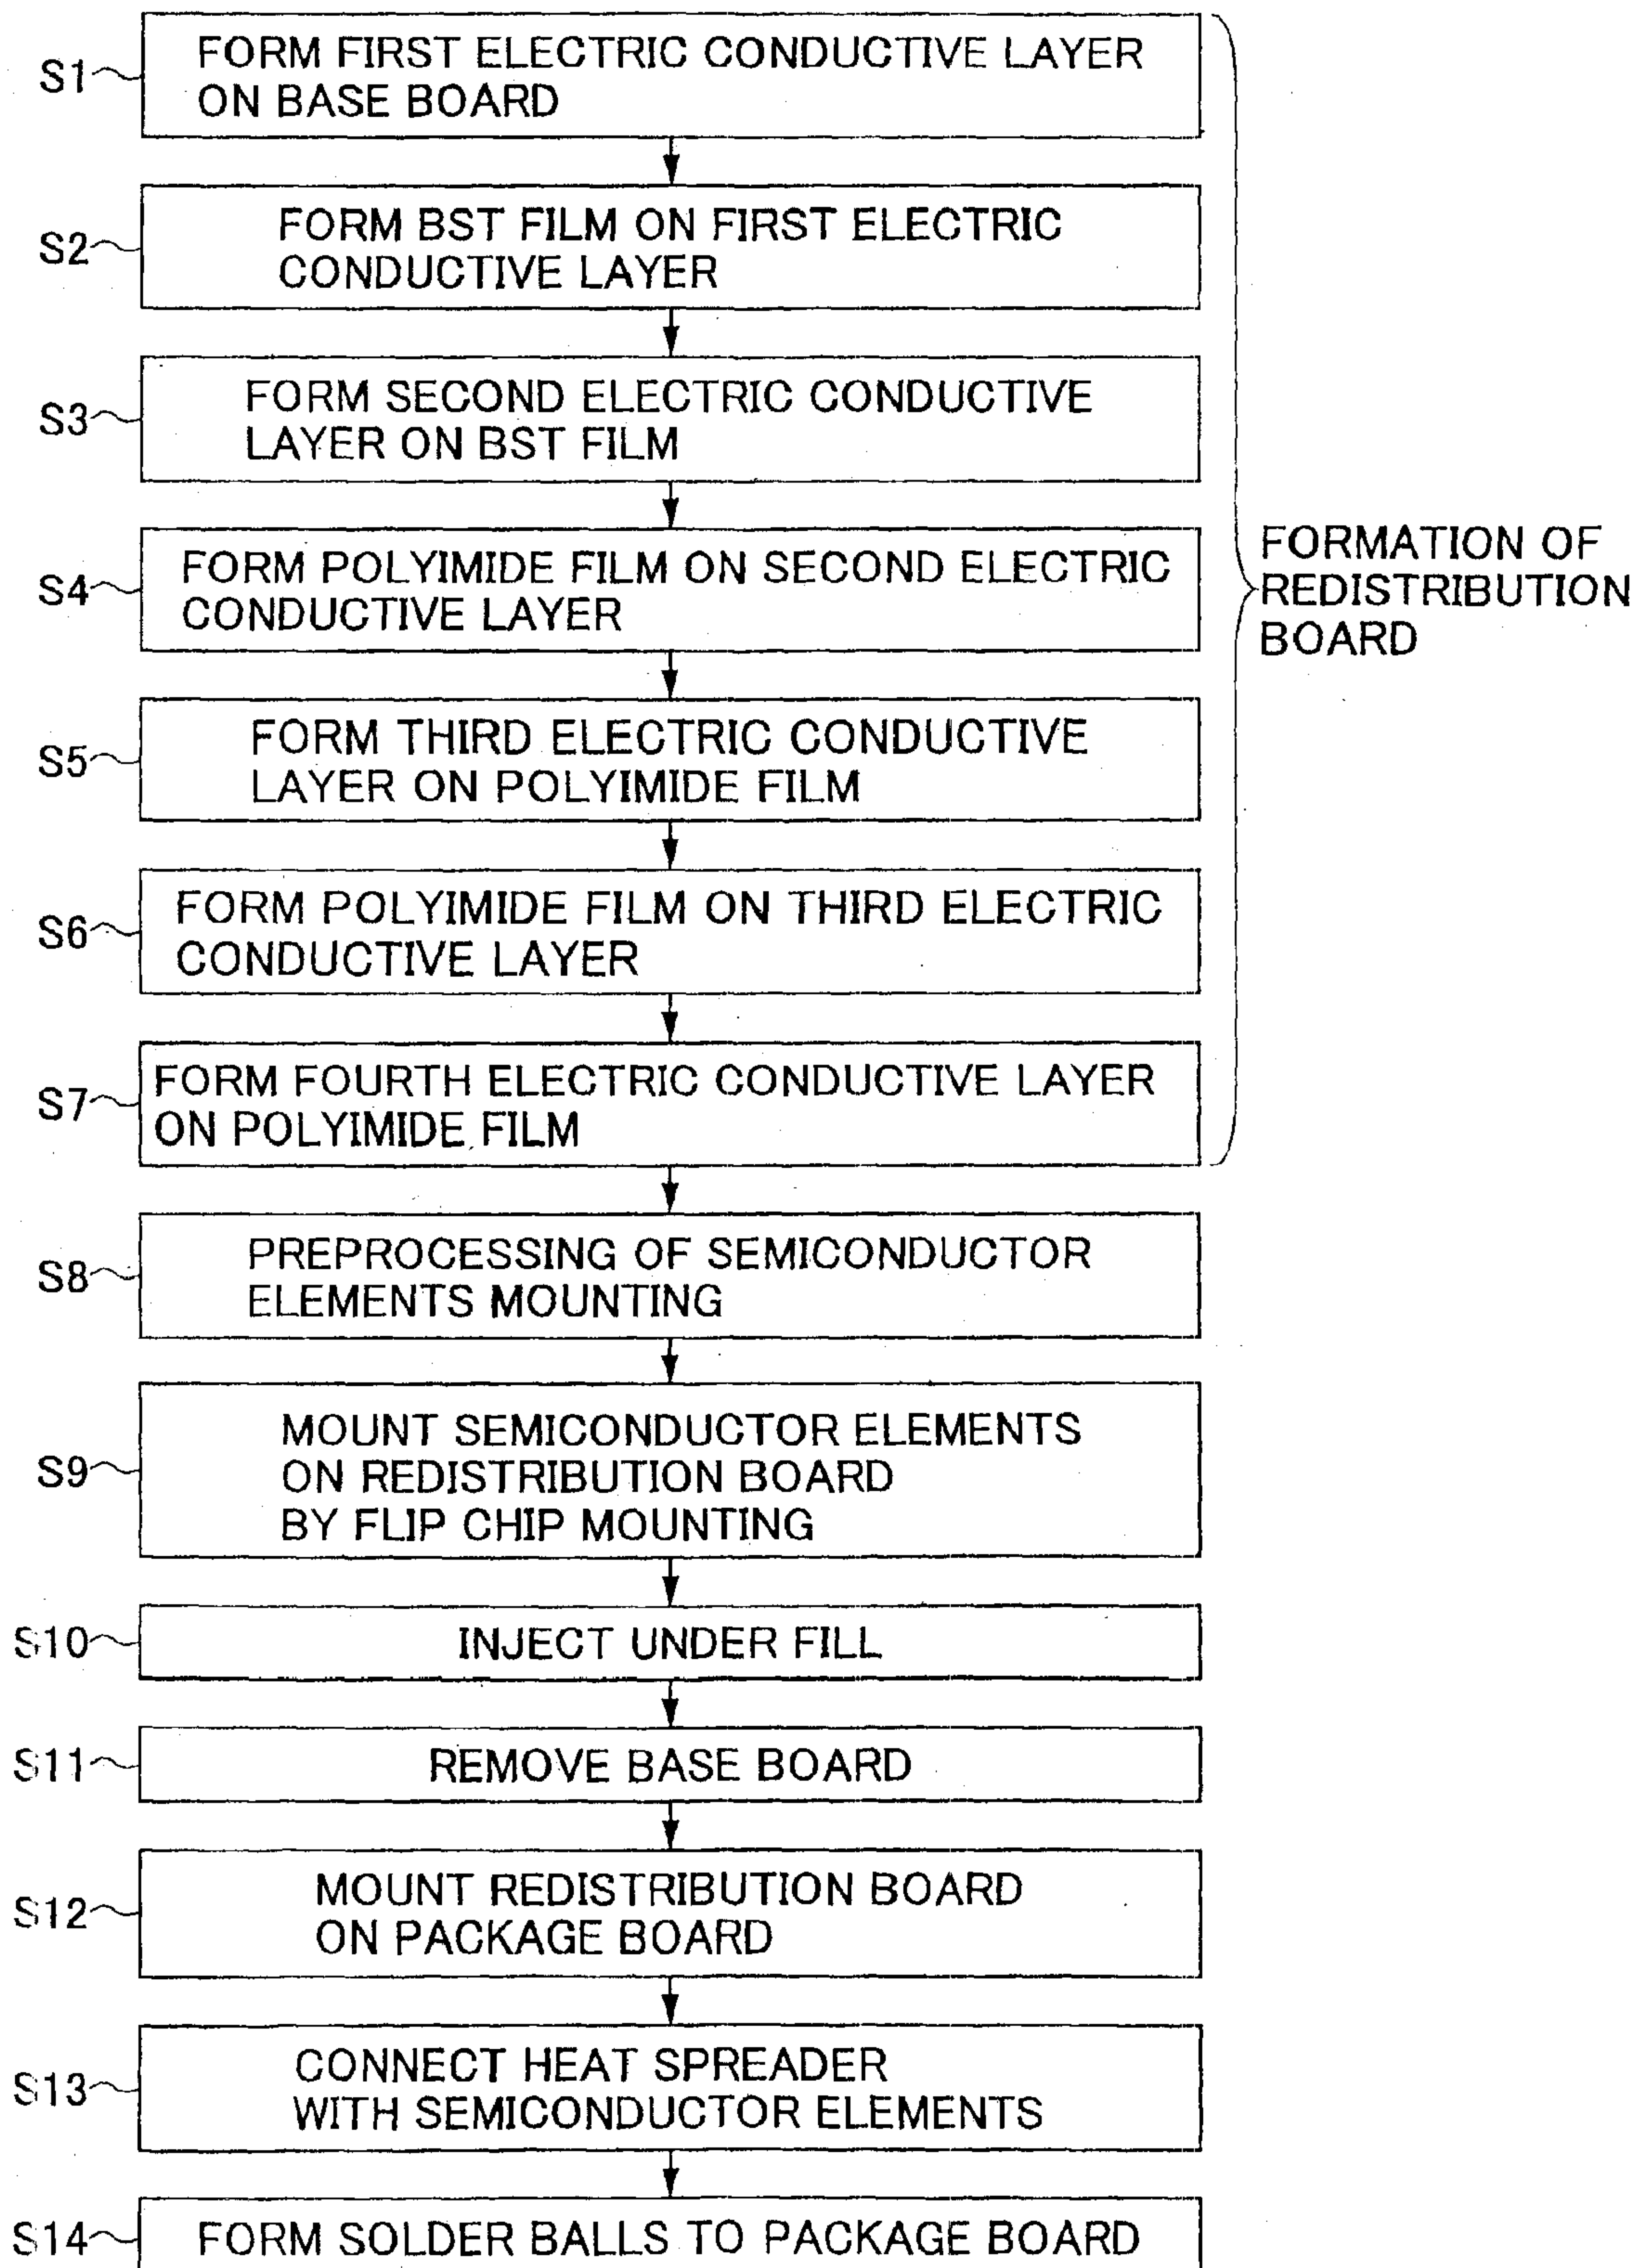 S1
FORM FIRST ELECTRIC CONDUCTIVE LAYER
ON BASE BOARD
S2
FORM BST FILM ON FIRST ELECTRIC
CONDUCTIVE LAYER
S3
FORM SECOND ELECTRIC CONDUCTIVE
LAYER ON BST FILM
S4
FORM POLYIMIDE FILM ON SECOND ELECTRIC
CONDUCTIVE LAYER
FORMATION OF
REDISTRIBUTION
BOARD
S5
FORM THIRD ELECTRIC CONDUCTIVE
LAYER ON POLYIMIDE FILM
S6
FORM POLYIMIDE FILM ON THIRD ELECTRIC
CONDUCTIVE LAYER
S7
FORM FOURTH ELECTRIC CONDUCTIVE LAYER
ON POLYIMIDE FILM
S8
PREPROCESSING OF SEMICONDUCTOR
ELEMENTS MOUNTING
S9
MOUNT SEMICONDUCTOR ELEMENTS
ON REDISTRIBUTION BOARD
BY FLIP CHIP MOUNTING
S10
INJECT UNDER FILL
S11
REMOVE BASE BOARD
S12
MOUNT REDISTRIBUTION BOARD
ON PACKAGE BOARD
S13
CONNECT HEAT SPREADER
WITH SEMICONDUCTOR ELEMENTS
S14
FORM SOLDER BALLS TO PACKAGE BOARD